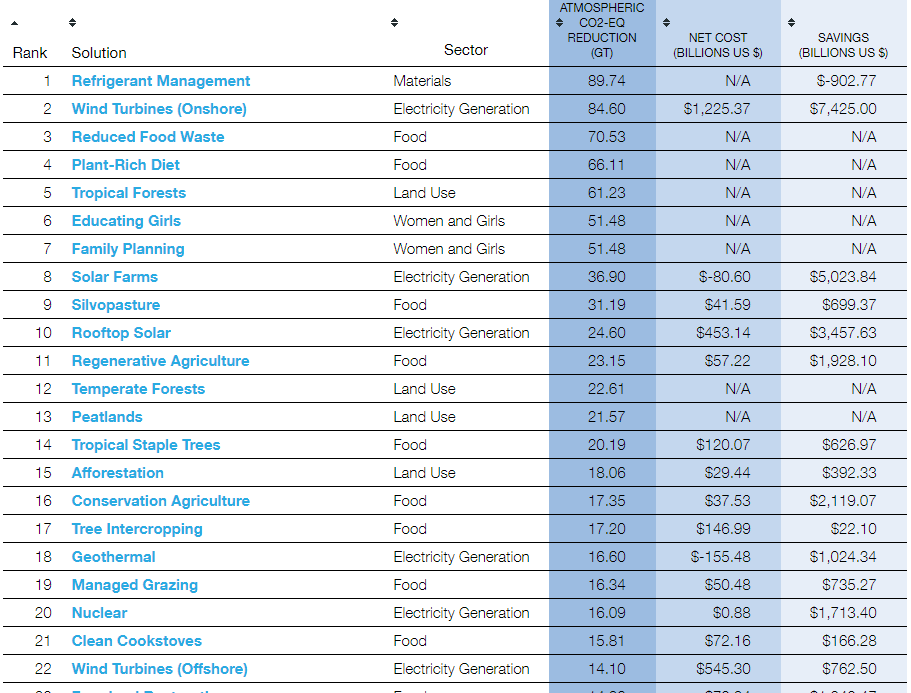 ATMOSPHERIC
CO2-EQ
REDUCTION
(GT)
NET COST
(BILLIONS US $)
SAVINGS
(BILLIONS US $)
Rank Solution Sector
1 Refrigerant Management Materials 89.74 N/A $-902.77
2 Wind Turbines (Onshore) Electricity Generation 84.60 $1,225.37 $7,425.00
3 Reduced Food Waste Food 70.53 N/A N/A
4 Plant-Rich Diet Food 66.11 N/A N/A
5 Tropical Forests Land Use 61.23 N/A N/A
6 Educating Girls Women and Girls 51.48 N/A N/A
7 Family Planning Women and Girls 51.48 N/A N/A
8 Solar Farms Electricity Generation 36.90 $-80.60 $5,023.84
9 Silvopasture Food 31.19 $41.59 $699.37
10 Rooftop Solar Electricity Generation 24.60 $453.14 $3,457.63
11 Regenerative Agriculture Food 23.15 $57.22 $1,928.10
12 Temperate Forests Land Use 22.61 N/A N/A
13 Peatlands Land Use 21.57 N/A N/A
14 Tropical Staple Trees Food 20.19 $120.07 $626.97
15 Afforestation Land Use 18.06 $29.44 $392.33
16 Conservation Agriculture Food 17.35 $37.53 $2,119.07
17 Tree Intercropping Food 17.20 $146.99 $22.10
18 Geothermal Electricity Generation 16.60 $-155.48 $1,024.34
19 Managed Grazing Food 16.34 $50.48 $735.27
20 Nuclear Electricity Generation 16.09 $0.88 $1,713.40
21 Clean Cookstoves Food 15.81 $72.16 $166.28
22 Wind Turbines (Offshore) Electricity Generation 14.10 $545.30 $762.50